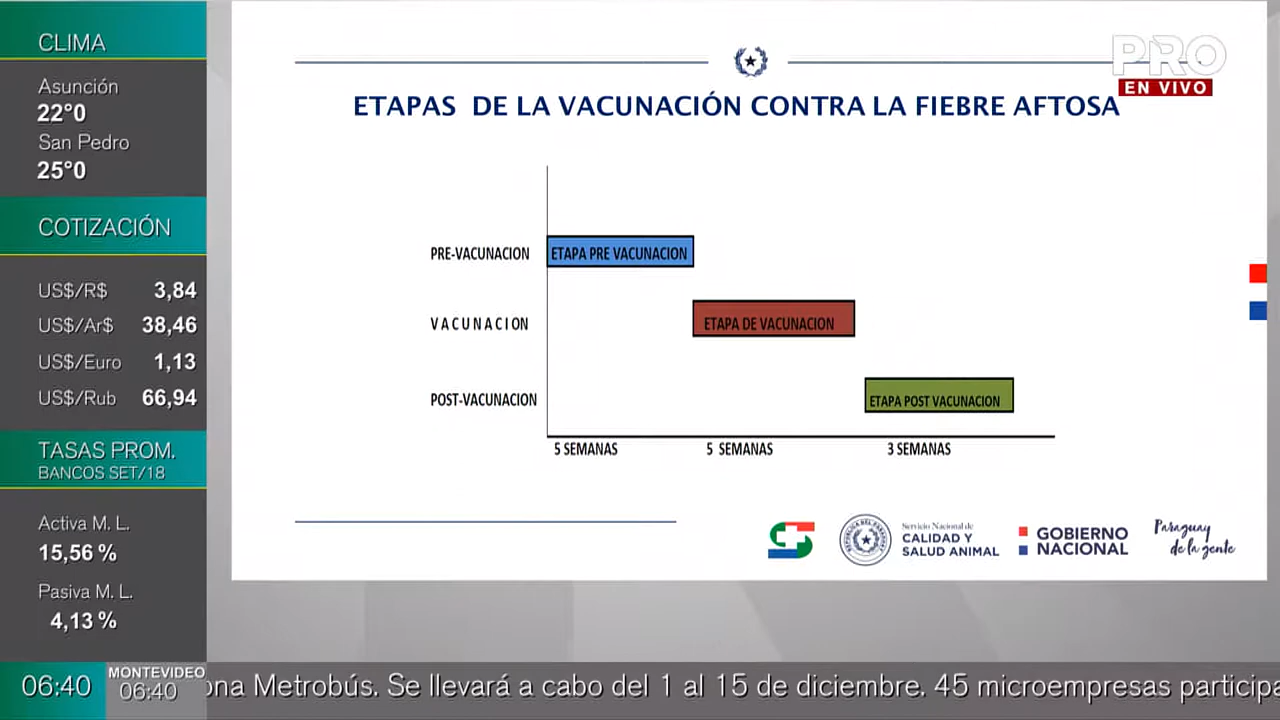 CLIMA
Asunción
22°0
San Pedro
25°0
COTIZACIÓN
US$/R$ 3,84
US$/Ar$ 38,46
US$/Euro 1,13
US$/Rub 66,94
TASAS PROM.
BANCOS SET/18
Activa M. L.
15,56 %
Pasiva M. L.
4,13 %
06:40
MONTEVIDEO
06:40
PRO
EN VIVO
ETAPAS DE LA VACUNACIÓN CONTRA LA FIEBRE AFTOSA
PRE-VACUNACION
ETAPA PRE VACUNACION
V A C U N A C I ON
ETAPA DE VACUNACION
POST-VACUNACION
ETAPA POST VACUNACION
5 SEMANAS 5 SEMANAS 3 SEMANAS
Servicio Nacional de
CALIDAD Y
SALUD ANIMAL
GOBIERNO
NACIONAL
Paraguay
de la gente
ona Metrobús. Se llevará a cabo del 1 al 15 de diciembre. 45 microempresas participa